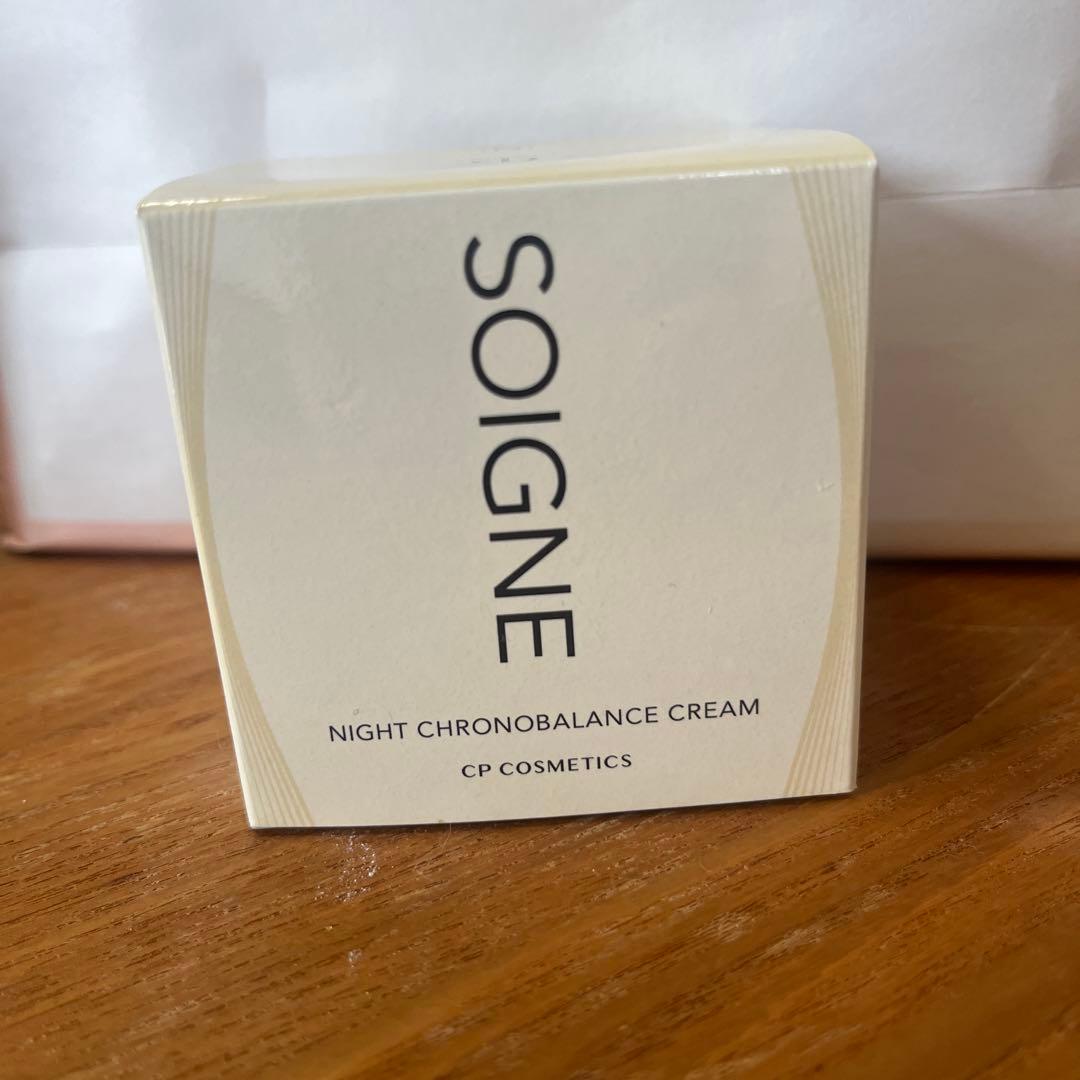 SOIGNE
NIGHT CHRONOBALANCE CREAM
CP COSMETICS